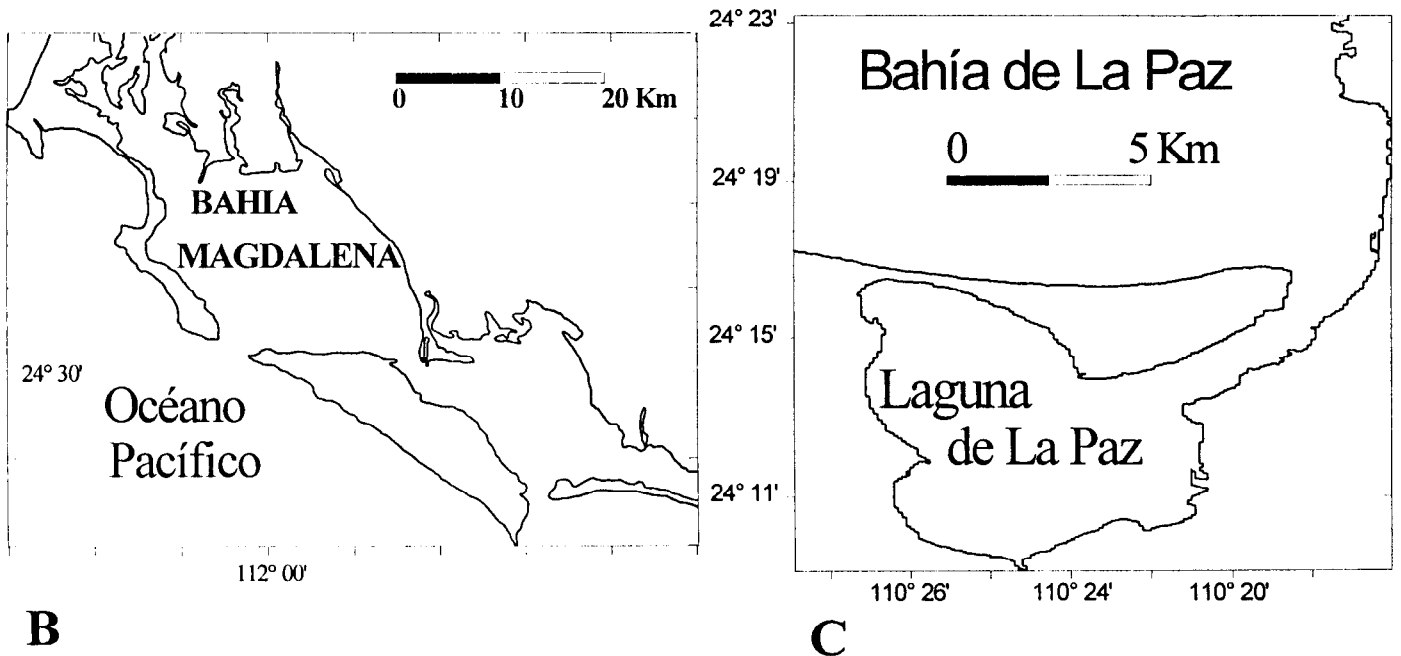 0 10 20 Km
BAHIA
MAGDALENA
24° 30'
Océano
Pacífico
112° 00'
B
24° 23'
Bahía de La Paz
0 5 Km
24° 19'
24° 15'
Laguna
de La Paz
24° 11'
110° 26' 110° 24' 110° 20'
C